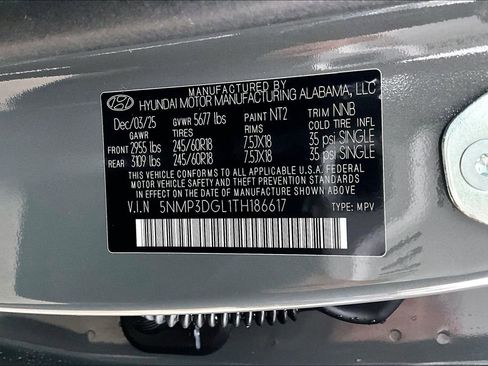 MANUFACTURED BY
HYUNDAI MOTOR MANUFACTURING ALABAMA, LLC
Dec/03/25 GVWR 5677 lbs PAINT NT2 TRIM NNB
GAWR TIRES RIMS COLD TIRE INFL
FRONT 2955 lbs 245/60R18 7.5JX18 35 psi SINGLE
REAR 3109 lbs 245/60R18 7.5JX18 35 psi SINGLE
THIS VEHICLE CONFORMS TO ALL APPLICABLE U.S.A. FEDERAL
MOTOR VEHICLE SAFETY AND THEFT PREVENTION STANDARDS
IN EFFECT ON THE DATE OF MANUFACTURE SHOWN ABOVE.
V.I.N 5NMP3DGL1TH186617 TYPE: MPV